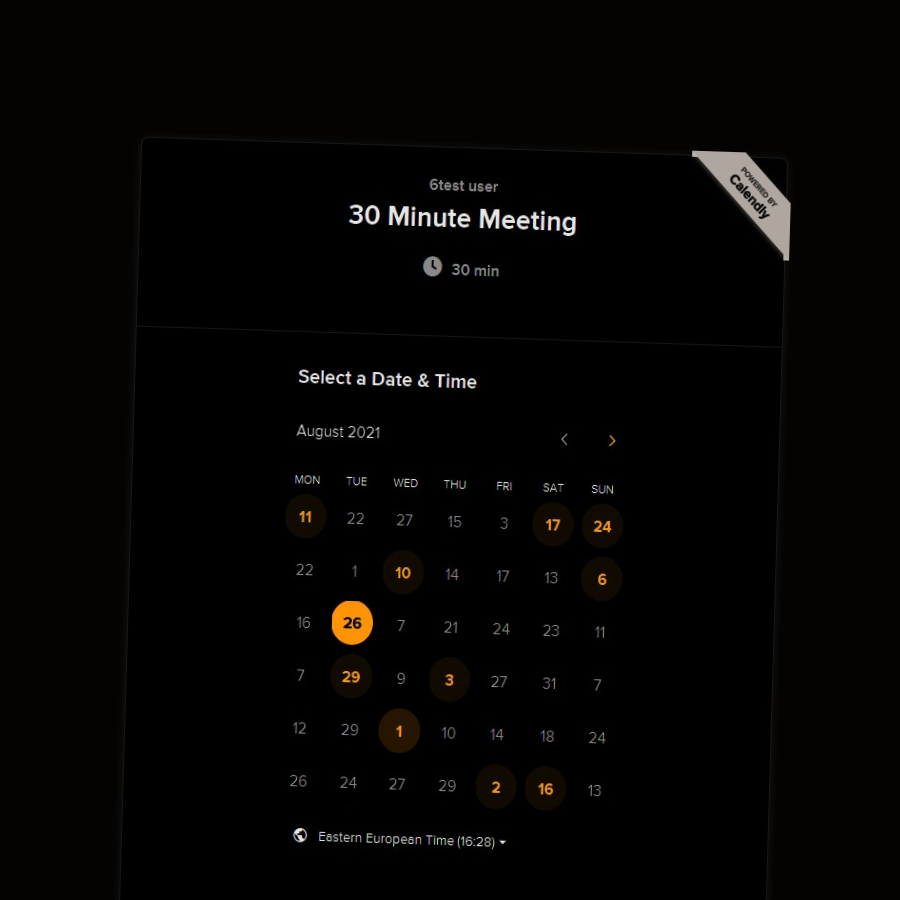 6test user
30 Minute Meeting
30 min
POWERED BY
Calendly
Select a Date & Time
August 2021
MON TUE WED THU FRI SAT SUN
11 22 27 15 3 17 24
22 1 10 14 17 13 6
16 26 7 21 24 23 11
7 29 9 3 27 31 7
12 29 1 10 14 18 24
26 24 27 29 2 16 13
Eastern European Time (16:28)